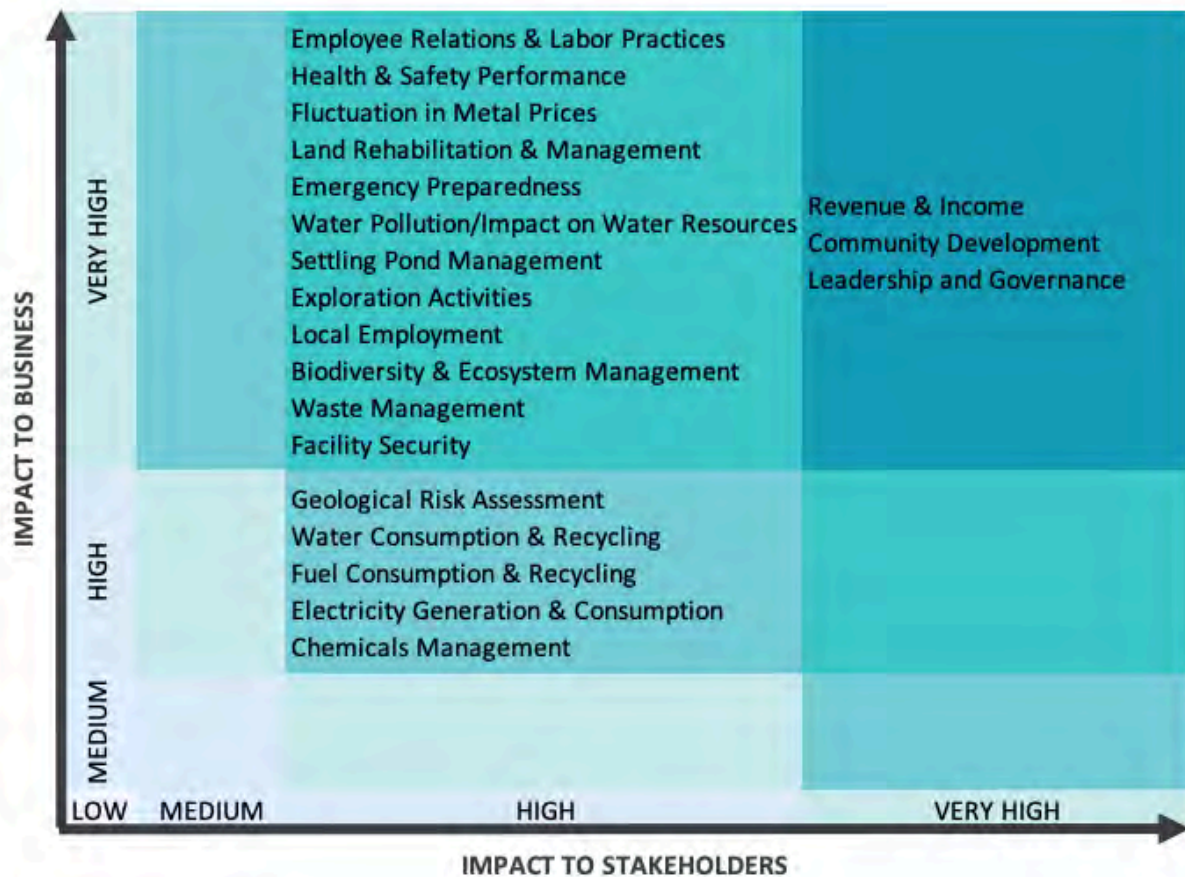 IMPACT TO BUSINESS
VERY HIGH
Employee Relations & Labor Practices
Health & Safety Performance
Fluctuation in Metal Prices
Land Rehabilitation & Management
Emergency Preparedness
Water Pollution/Impact on Water Resources
Settling Pond Management
Exploration Activities
Local Employment
Biodiversity & Ecosystem Management
Waste Management
Facility Security
Revenue & Income
Community Development
Leadership and Governance
HIGH
Geological Risk Assessment
Water Consumption & Recycling
Fuel Consumption & Recycling
Electricity Generation & Consumption
Chemicals Management
MEDIUM
LOW
MEDIUM
HIGH
VERY HIGH
IMPACT TO STAKEHOLDERS